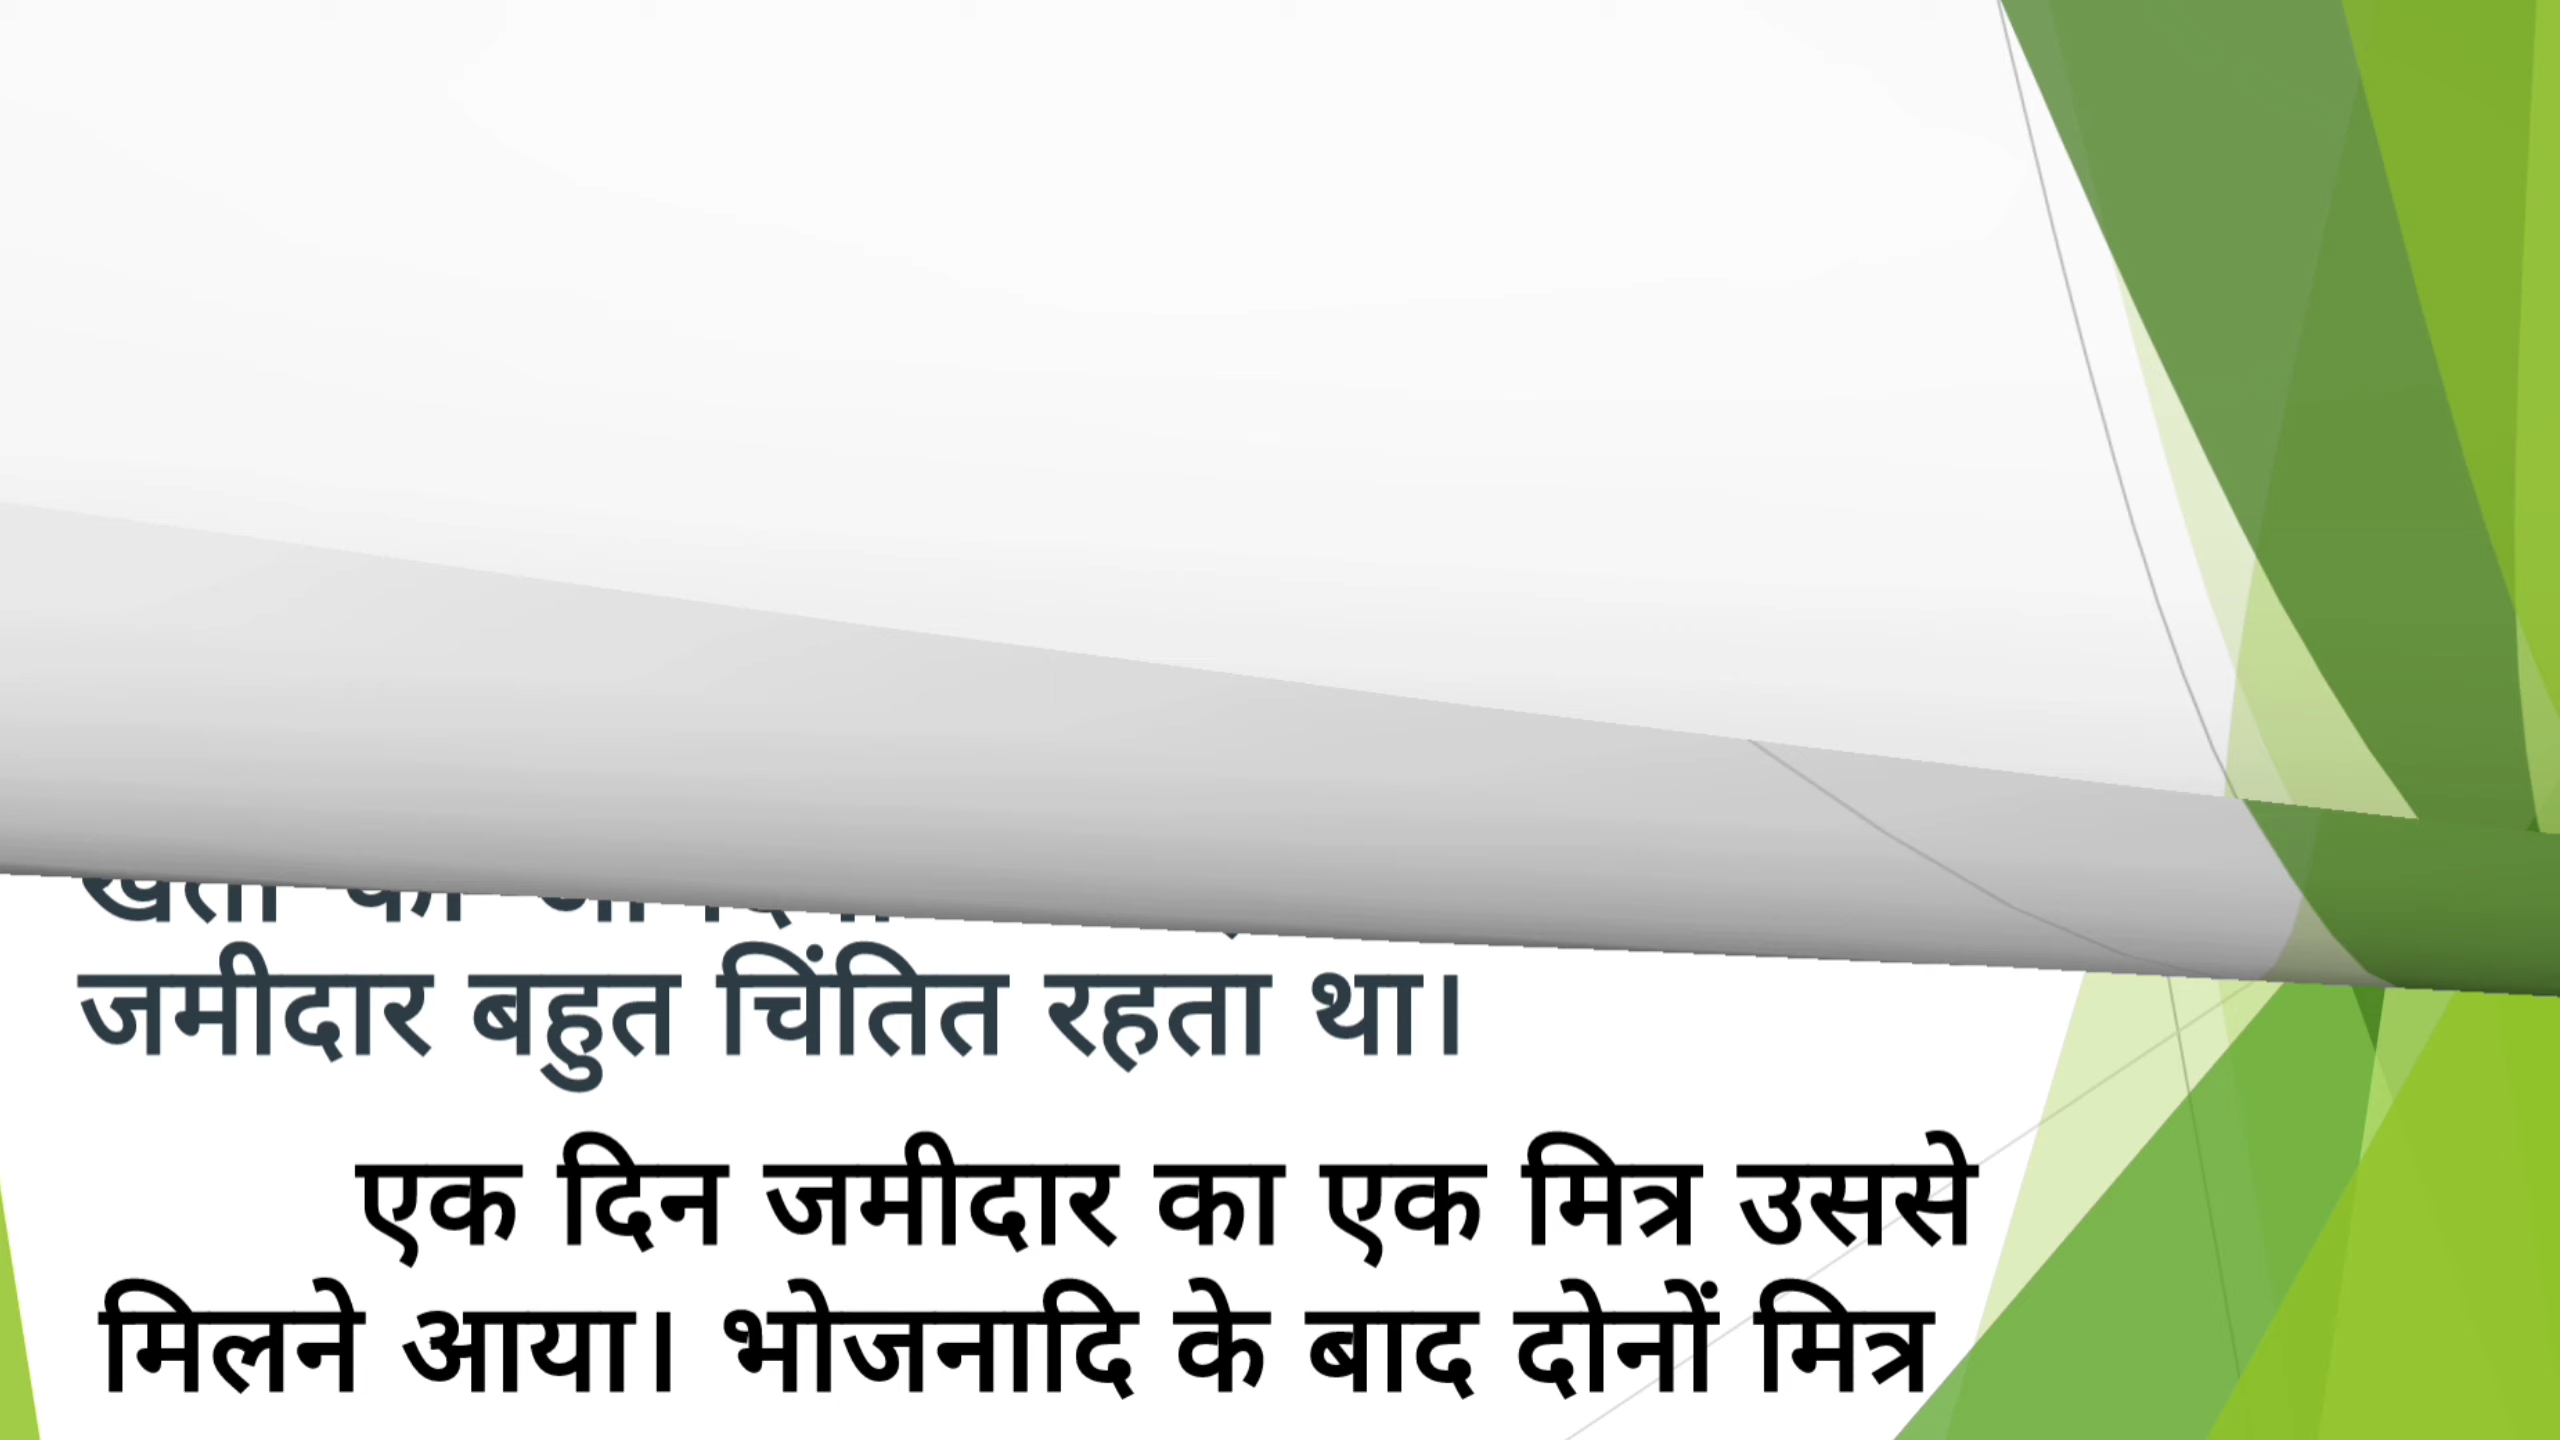 जमीदार बहुत चिंतित रहता था।
एक दिन जमीदार का एक मित्र उससे
मिलने आया। भोजनादि के बाद दोनों मित्र